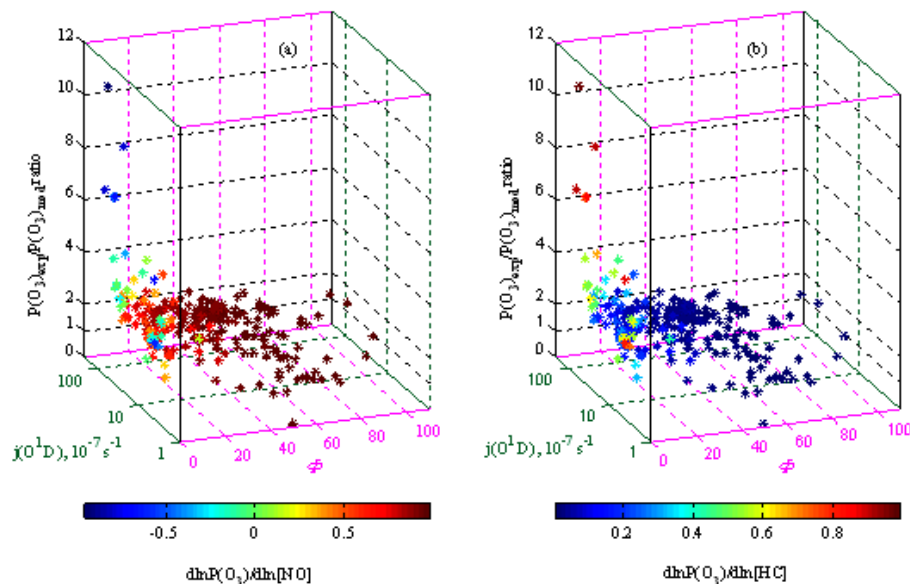 (a)
12
10
8
6
4
2
1
0
P(O3)exp/P(O3)mod ratio
100
10
1
j(O1D), 10-7 s-1
0 20 40 60 80 100
-0.5 0 0.5
dlnP(O3)/dln[NO]
(b)
12
10
8
6
4
2
1
0
P(O3)exp/P(O3)mod ratio
100
10
1
j(O1D), 10-7 s-1
0 20 40 60 80 100
0.2 0.4 0.6 0.8
dlnP(O3)/dln[HC]